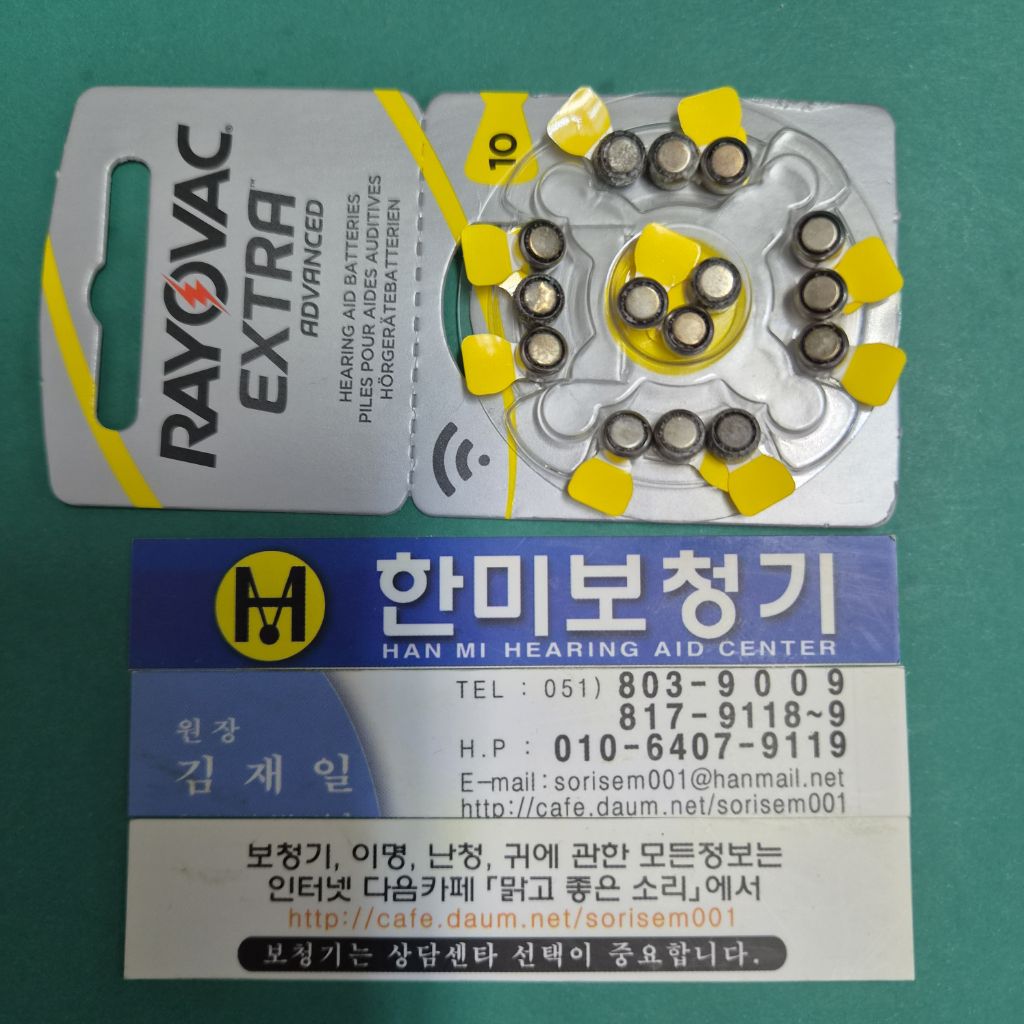 RAYOVAC®
EXTRA™
ADVANCED
HEARING AID BATTERIES
PILES POUR AIDES AUDITIVES
HÖRGERÄTEBATTERIEN
10
한미보청기
HAN MI HEARING AID CENTER
TEL : 051) 803-9009
817-9118~9
H.P : 010-6407-9119
E-mail : sorisem001@hanmail.net
http://cafe.daum.net/sorisem001
원장
김재일
보청기, 이명, 난청, 귀에 관한 모든정보는
인터넷 다음카페 「맑고 좋은 소리」에서
http://cafe.daum.net/sorisem001
보청기는 상담센타 선택이 중요합니다.